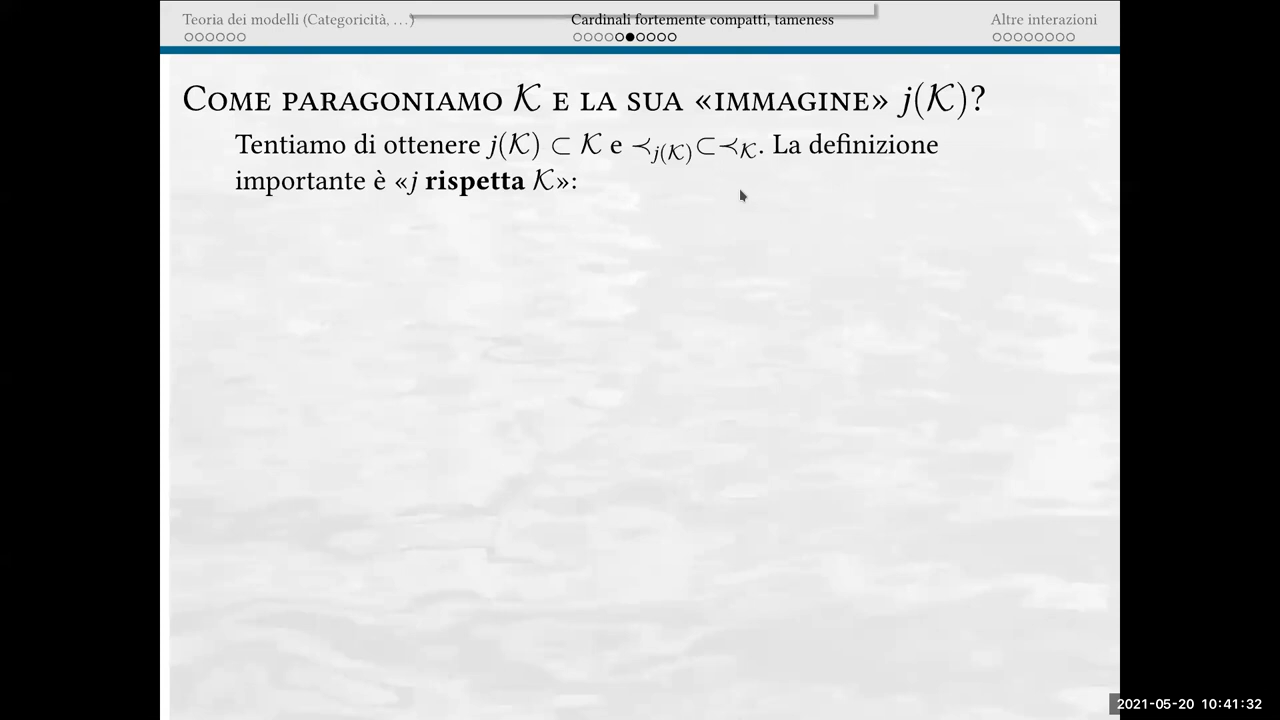 Teoria dei modelli (Categoricità, …) Cardinali fortemente compatti, tameness Altre interazioni
Come paragoniamo 𝒦 e la sua «immagine» j(𝒦)?
Tentiamo di ottenere j(𝒦) ⊂ 𝒦 e ≺_{j(𝒦)}⊂≺_𝒦. La definizione
importante è «j rispetta 𝒦»:
2021-05-20 10:41:32